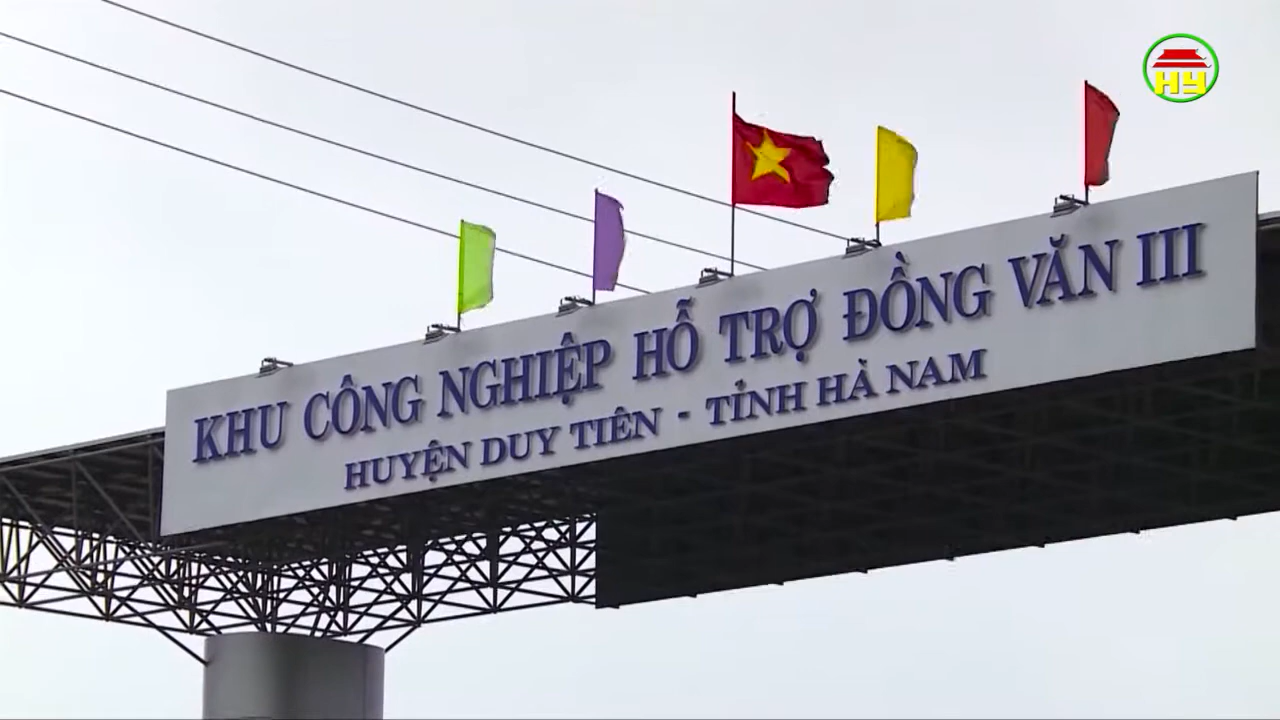 HY
KHU CÔNG NGHIỆP HỖ TRỢ ĐỒNG VĂN III
HUYỆN DUY TIÊN - TỈNH HÀ NAM